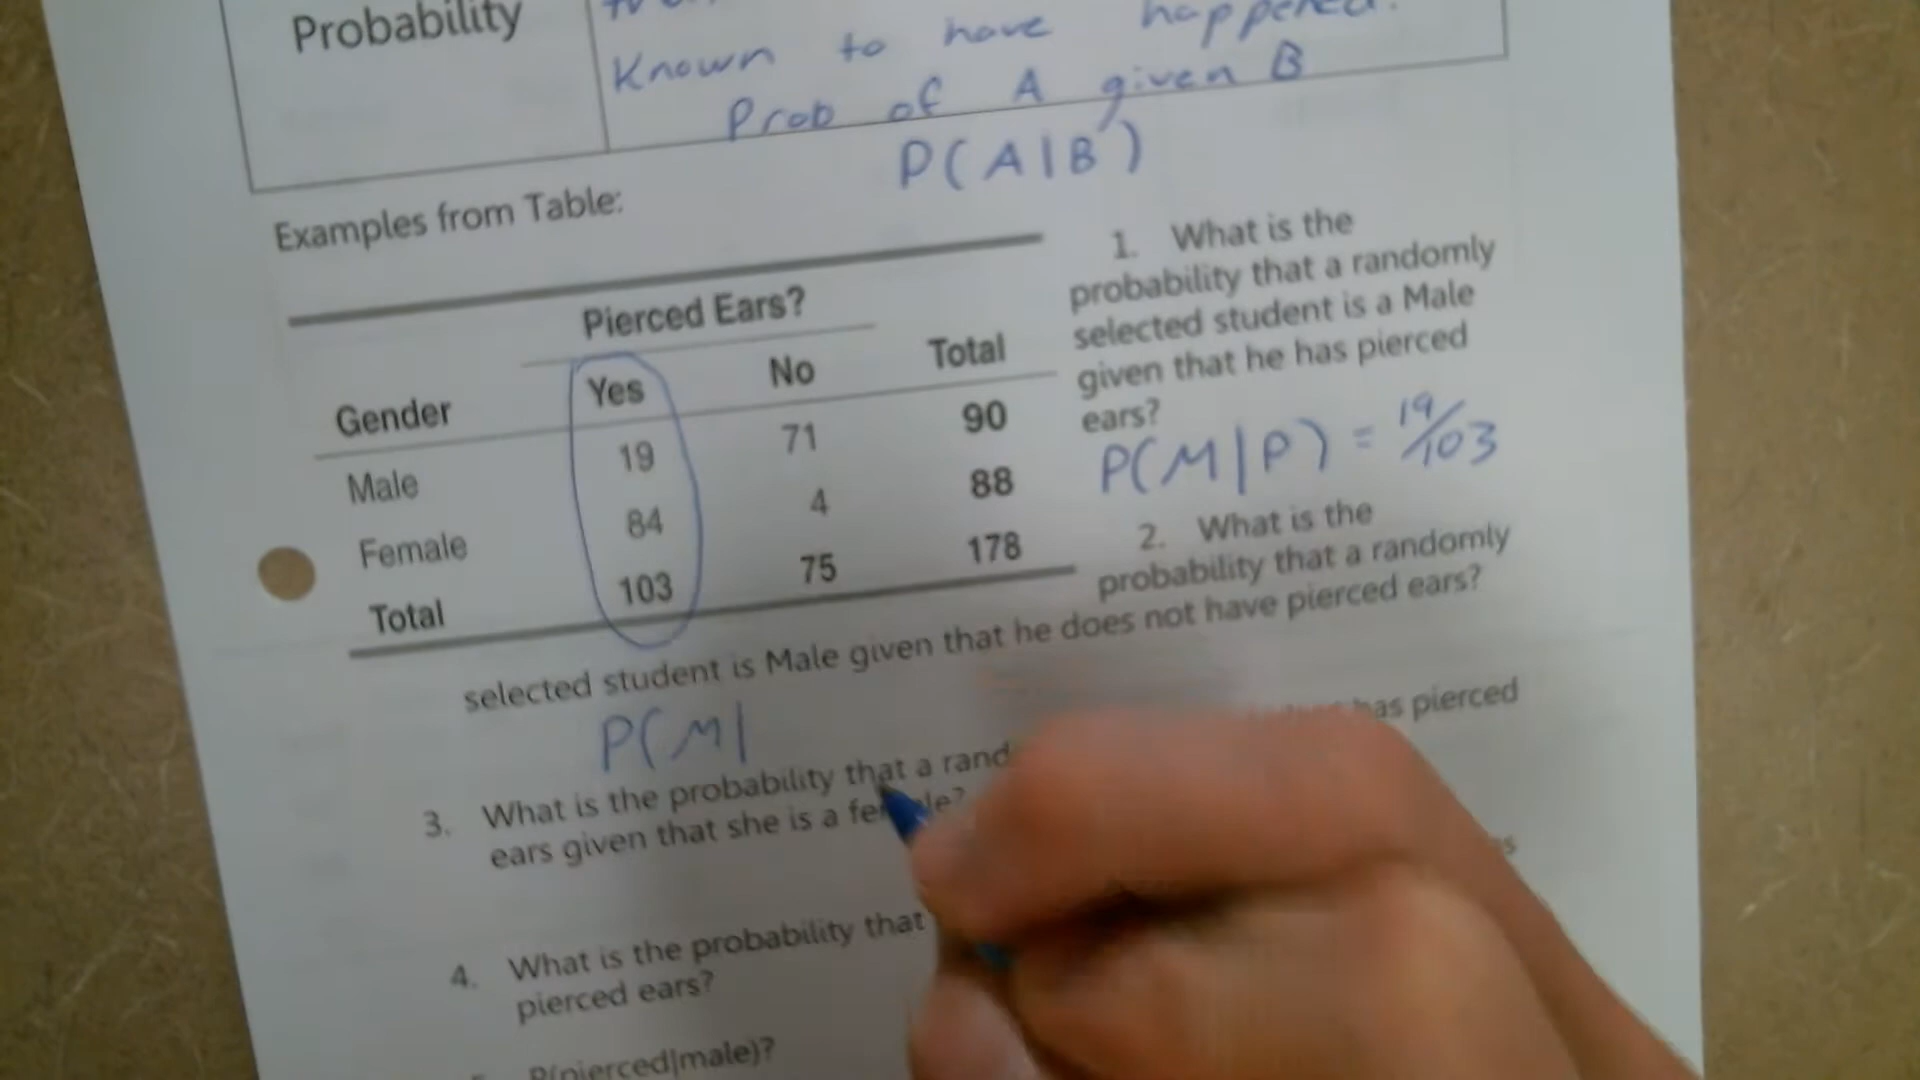 Probability
Known to have happened.
Prob of A given B
P(A|B)
Examples from Table:
Pierced Ears?
Gender Yes No Total
Male 19 71 90
Female 84 4 88
Total 103 75 178
1. What is the
probability that a randomly
selected student is a Male
given that he has pierced
ears?
P(M|P) = 19/103
2. What is the
probability that a randomly
selected student is Male given that he does not have pierced ears?
P(M|
3. What is the probability that a has pierced
ears given that she is a
4. What is the probability that
pierced ears?
P(pierced|male)?